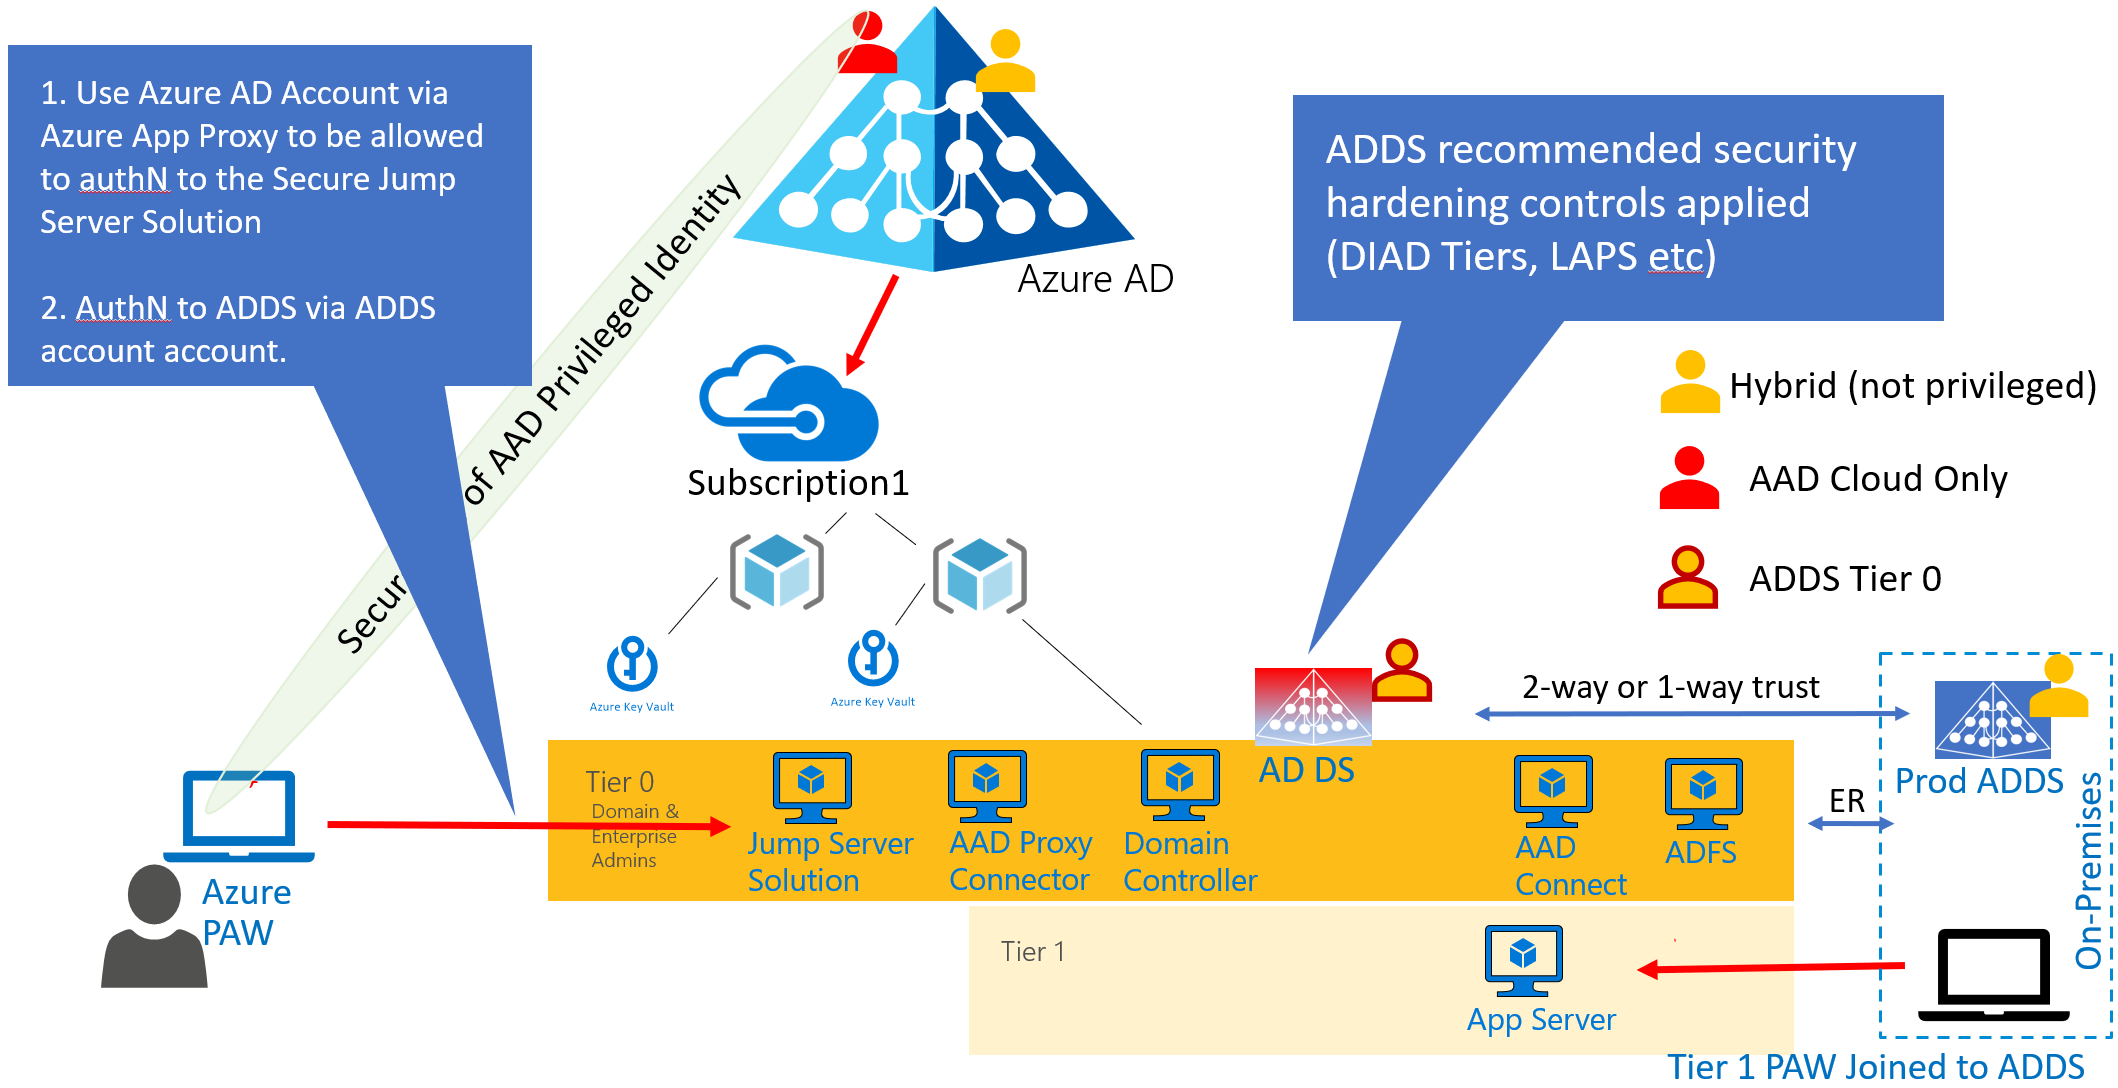 1. Use Azure AD Account via
Azure App Proxy to be allowed
to authN to the Secure Jump
Server Solution
2. AuthN to ADDS via ADDS
account account.
Secur
of AAD Privileged Identity
Azure AD
ADDS recommended security
hardening controls applied
(DIAD Tiers, LAPS etc)
Hybrid (not privileged)
AAD Cloud Only
ADDS Tier 0
Subscription1
Azure Key Vault
Azure Key Vault
2-way or 1-way trust
Tier 0
Domain &
Enterprise
Admins
Jump Server
Solution
AAD Proxy
Connector
Domain
Controller
AD DS
AAD
Connect
ADFS
ER
Prod ADDS
On-Premises
Azure
PAW
Tier 1
App Server
Tier 1 PAW Joined to ADDS